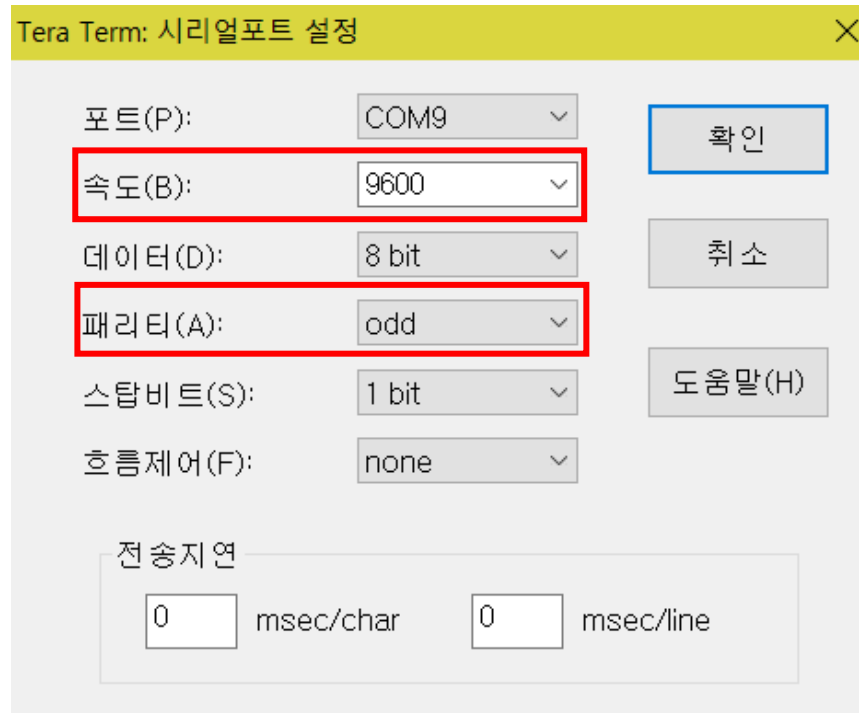 Tera Term: 시리얼포트 설정
포트(P): COM9
확인
속도(B): 9600
데이터(D): 8 bit
취소
패리티(A): odd
스탑비트(S): 1 bit
도움말(H)
흐름제어(F): none
전송지연
0 msec/char 0 msec/line